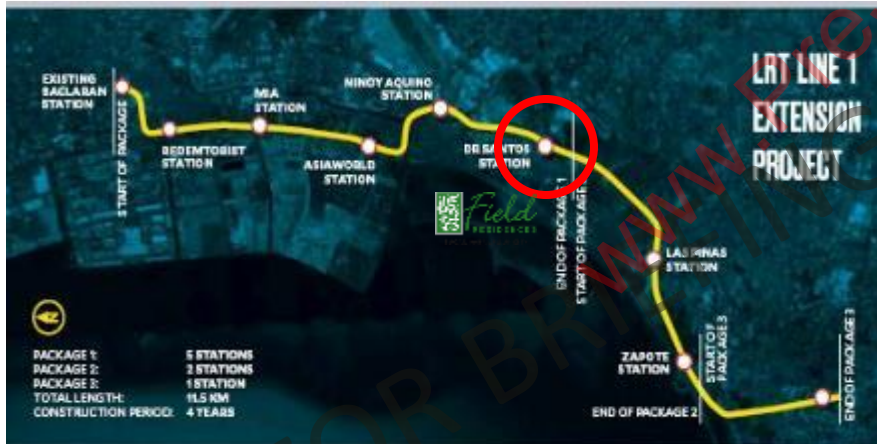 LRT LINE 1
EXTENSION
PROJECT
EXISTING
BACLARAN
STATION
START OF PACKAGE
REDEMTORIST
STATION
MIA
STATION
ASIAWORLD
STATION
NINOY AQUINO
STATION
DR SANTOS
STATION
END OF PACKAGE 1
START OF PACKAGE
Field
RESIDENCES
LAS PINAS
STATION
ZAPOTE
STATION
START OF
PACKAGE 3
END OF PACKAGE 2
END OF PACKAGE 3
PACKAGE 1: 5 STATIONS
PACKAGE 2: 2 STATIONS
PACKAGE 3: 1 STATION
TOTAL LENGTH: 11.5 KM
CONSTRUCTION PERIOD: 4 YEARS
www.Pre
FOR BRIEFING